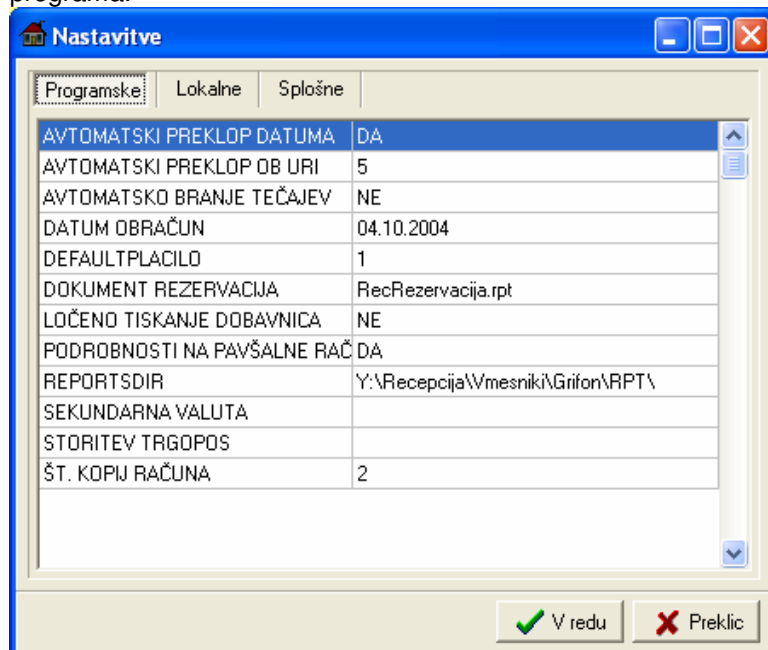 programa.
Nastavitve
Programske Lokalne Splošne
AVTOMATSKI PREKLOP DATUMA DA
AVTOMATSKI PREKLOP OB URI 5
AVTOMATSKO BRANJE TEČAJEV NE
DATUM OBRAČUN 04.10.2004
DEFAULTPLACILO 1
DOKUMENT REZERVACIJA RecRezervacija.rpt
LOČENO TISKANJE DOBAVNICA NE
PODROBNOSTI NA PAVŠALNE RAČ DA
REPORTSDIR Y:\Recepcija\Vmesniki\Grifon\RPT\
SEKUNDARNA VALUTA
STORITEV TRGOPOS
ŠT. KOPIJ RAČUNA 2
V redu Preklic